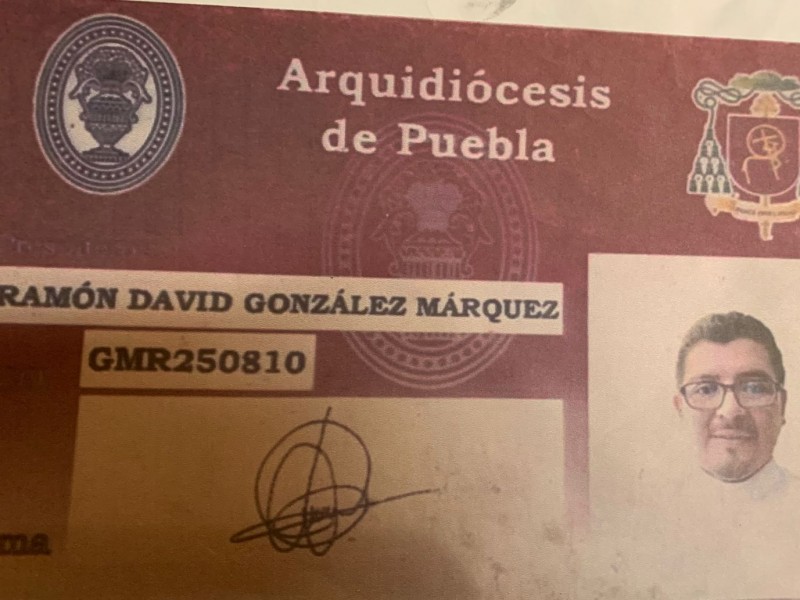 Arquidiócesis
de Puebla
RAMÓN DAVID GONZÁLEZ MÁRQUEZ
GMR250810